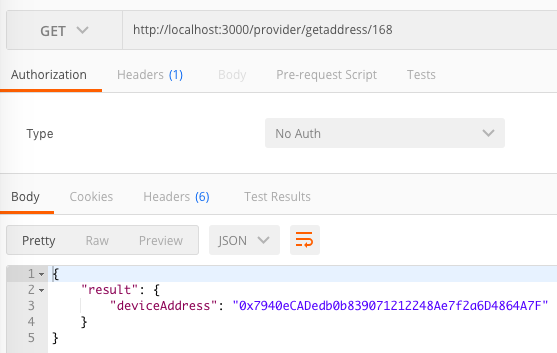 GET http://localhost:3000/provider/getaddress/168
Authorization Headers (1) Body Pre-request Script Tests
Type No Auth
Body Cookies Headers (6) Test Results
Pretty Raw Preview JSON
1 {
2 "result": {
3 "deviceAddress": "0x7940eCADedb0b839071212248Ae7f2a6D4864A7F"
4 }
5 }